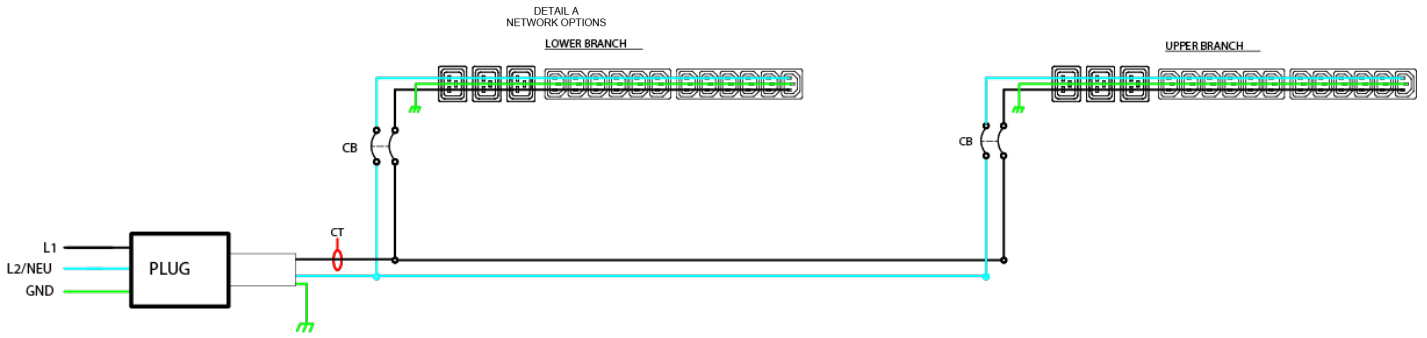 DETAIL A
NETWORK OPTIONS
LOWER BRANCH
UPPER BRANCH
CB
CB
CT
L1
L2/NEU
GND
PLUG